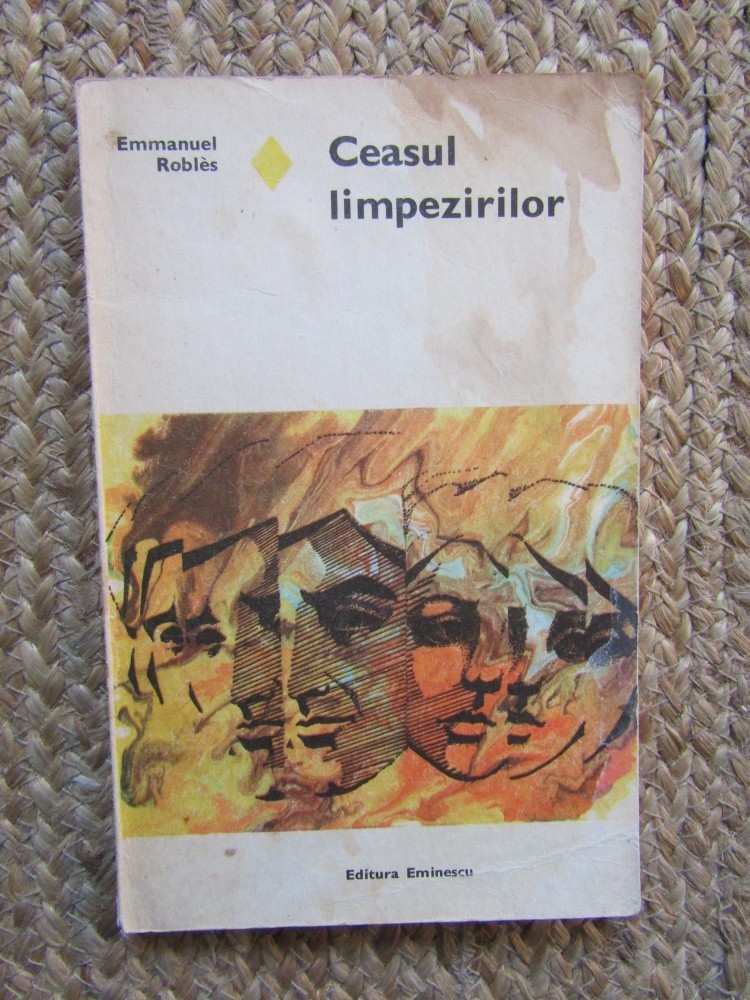 Emmanuel
Roblès
Ceasul
limpezirilor
Editura Eminescu